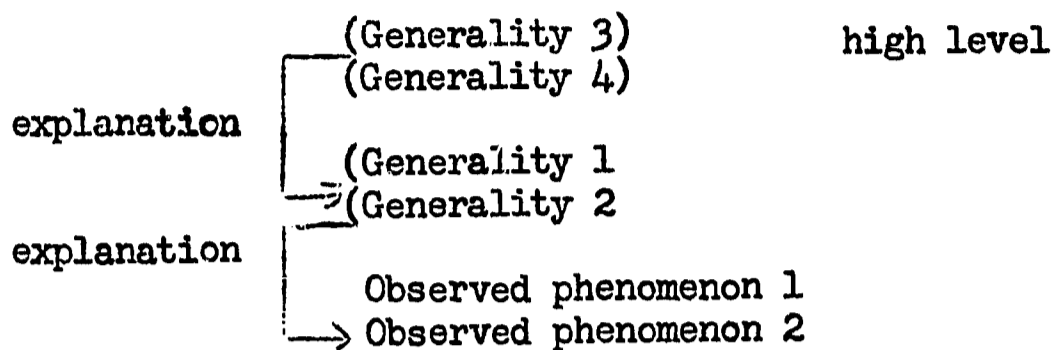 (Generality 3) high level
(Generality 4)
explanation
(Generality 1
(Generality 2
explanation
Observed phenomenon 1
Observed phenomenon 2